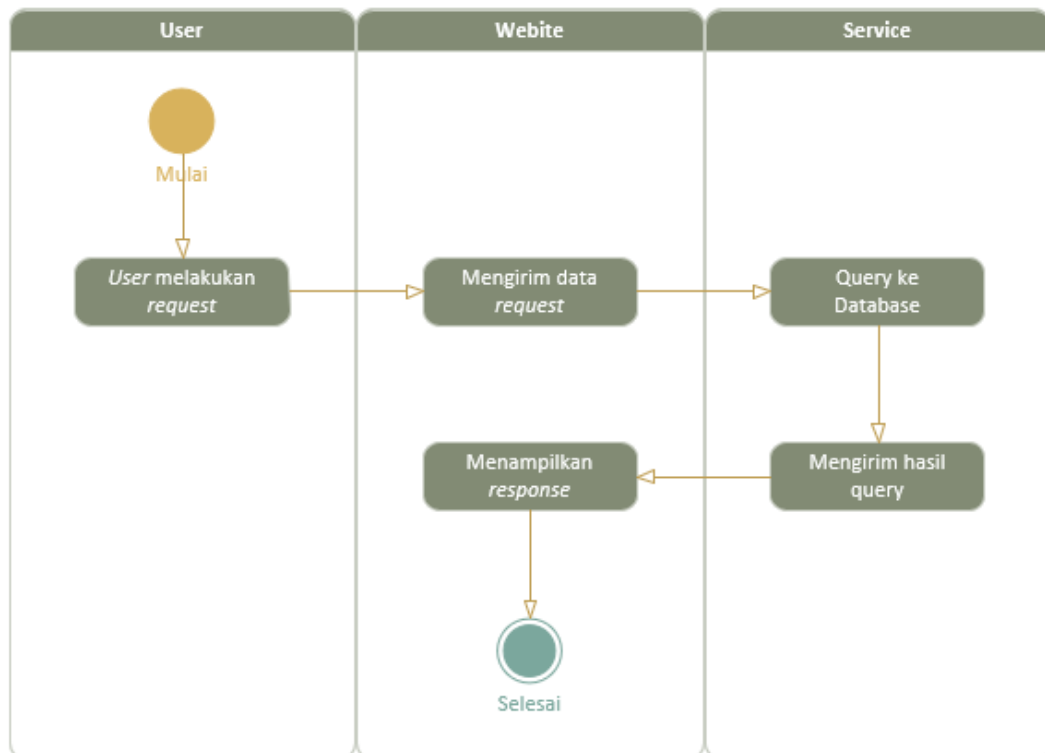 User
Webite
Service
Mulai
User melakukan
request
Mengirim data
request
Query ke
Database
Menampilkan
response
Mengirim hasil
query
Selesai